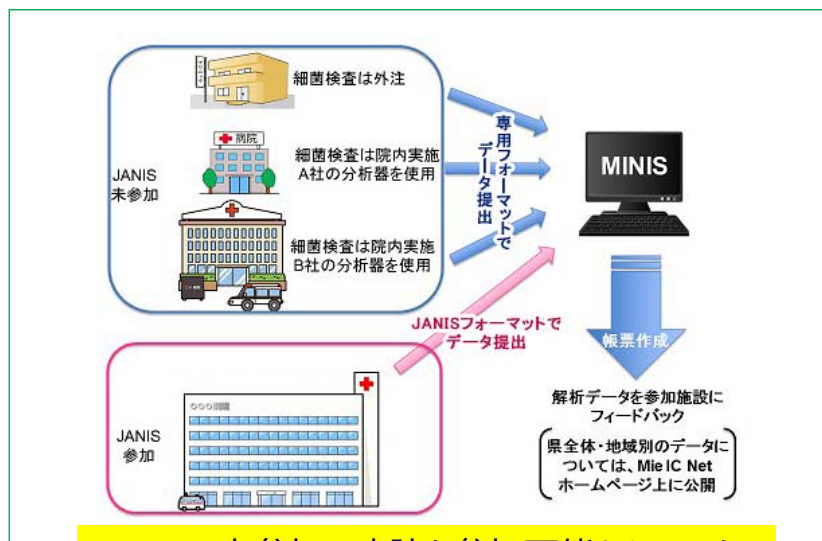 細菌検査は外注
病院
細菌検査は院内実施
A社の分析器を使用
JANIS
未参加
細菌検査は院内実施
B社の分析器を使用
専用フォーマットで
データ提出
MINIS
JANISフォーマットで
データ提出
帳票作成
JANIS
参加
解析データを参加施設に
フィードバック
県全体・地域別のデータに
ついては、Mie IC Net
ホームページ上に公開